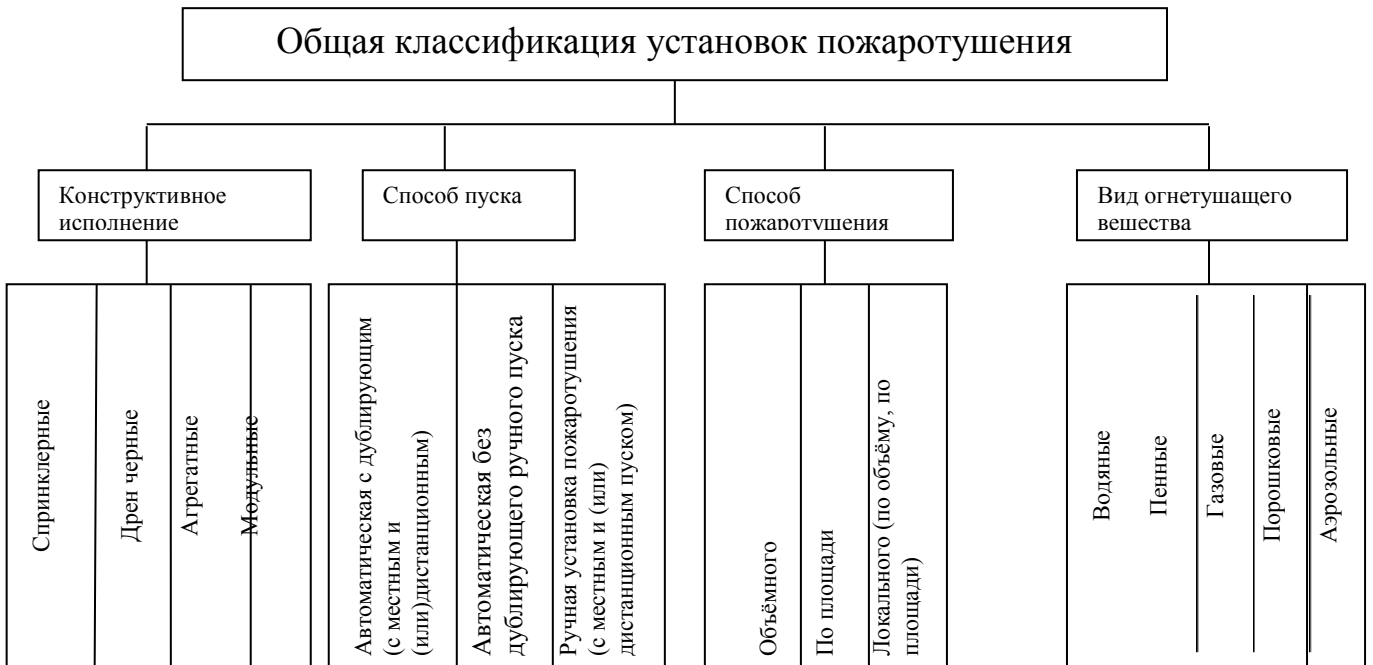 Общая классификация установок пожаротушения
Конструктивное
исполнение
Способ пуска
Способ
пожаротушения
Вид огнетушащего
вещества
Спринклерные
Дрен черные
Агрегатные
Модульные
Автоматическая с дублирующим
(с местным и
(или)дистанционным)
Автоматическая без
дублирующего ручного пуска
Ручная установка пожаротушения
(с местным и (или)
дистанционным пуском)
Объёмного
По площади
Локального (по объёму, по
площади)
Водяные
Пенные
Газовые
Порошковые
Аэрозольные